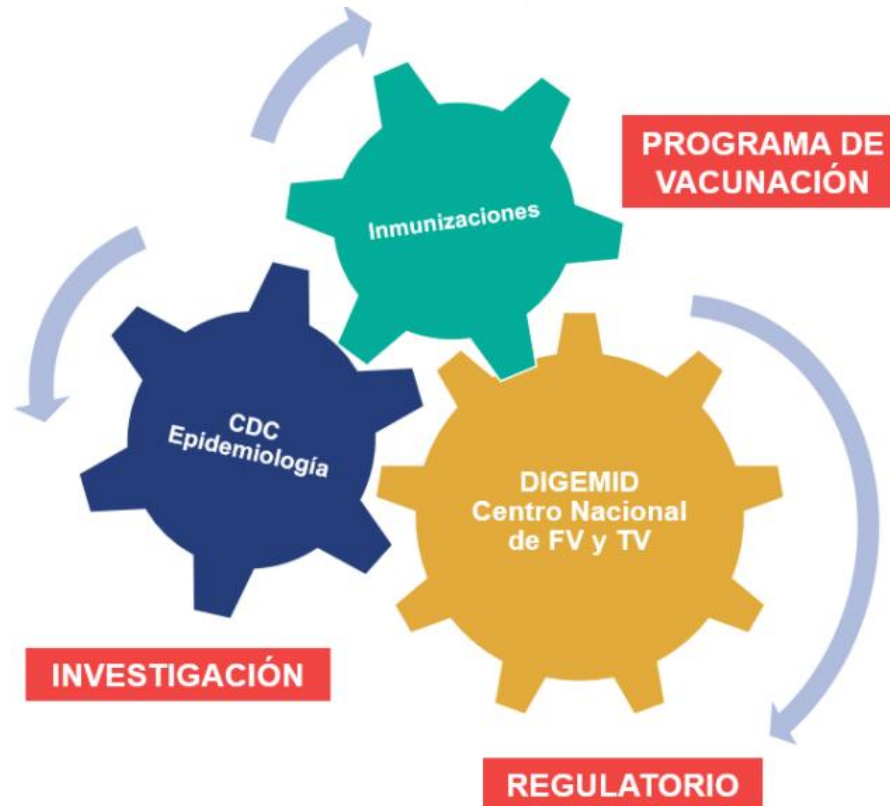 PROGRAMA DE
VACUNACIÓN
Inmunizaciones
CDC
Epidemiología
DIGEMID
Centro Nacional
de FV y TV
INVESTIGACIÓN
REGULATORIO